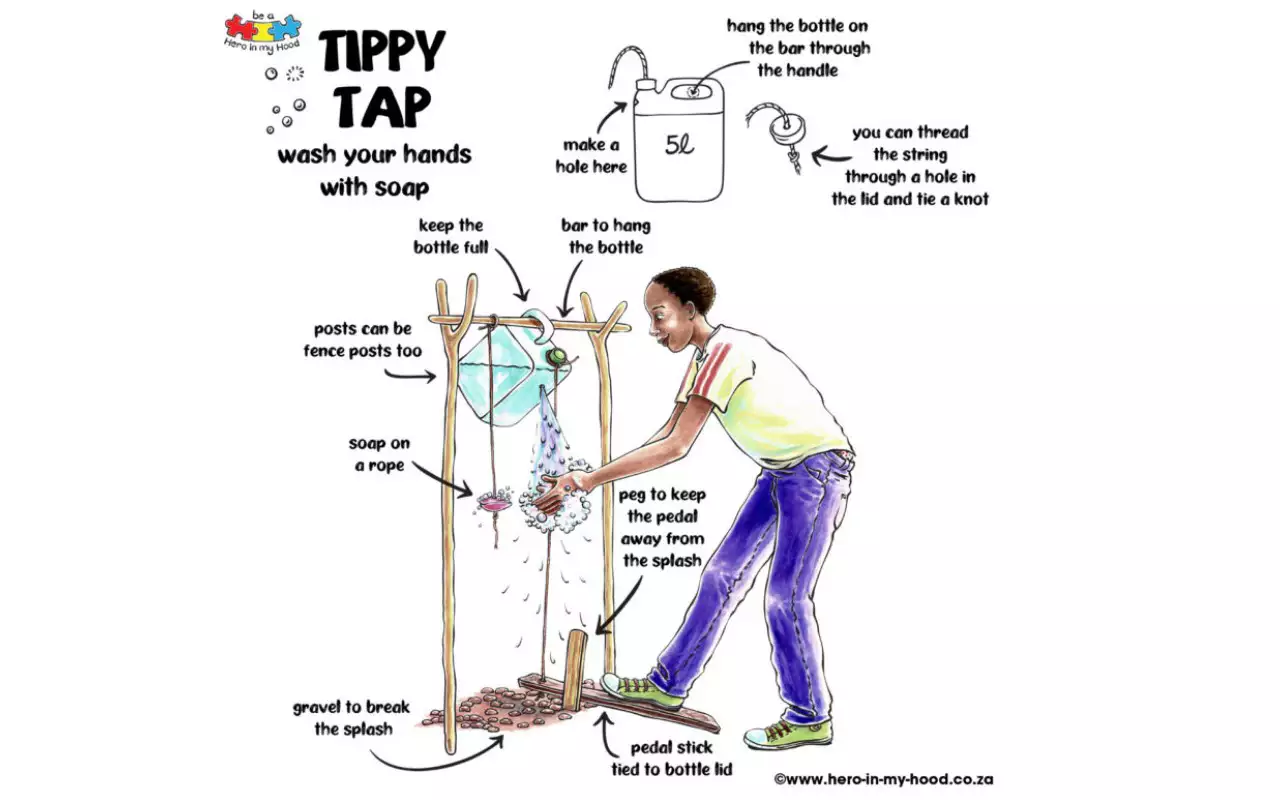 be a
Hero in my Hood
TIPPY
TAP
wash your hands
with soap
hang the bottle on
the bar through
the handle
make a
hole here
5l
you can thread
the string
through a hole in
the lid and tie a knot
keep the
bottle full
bar to hang
the bottle
posts can be
fence posts too
soap on
a rope
peg to keep
the pedal
away from
the splash
gravel to break
the splash
pedal stick
tied to bottle lid
©www.hero-in-my-hood.co.za